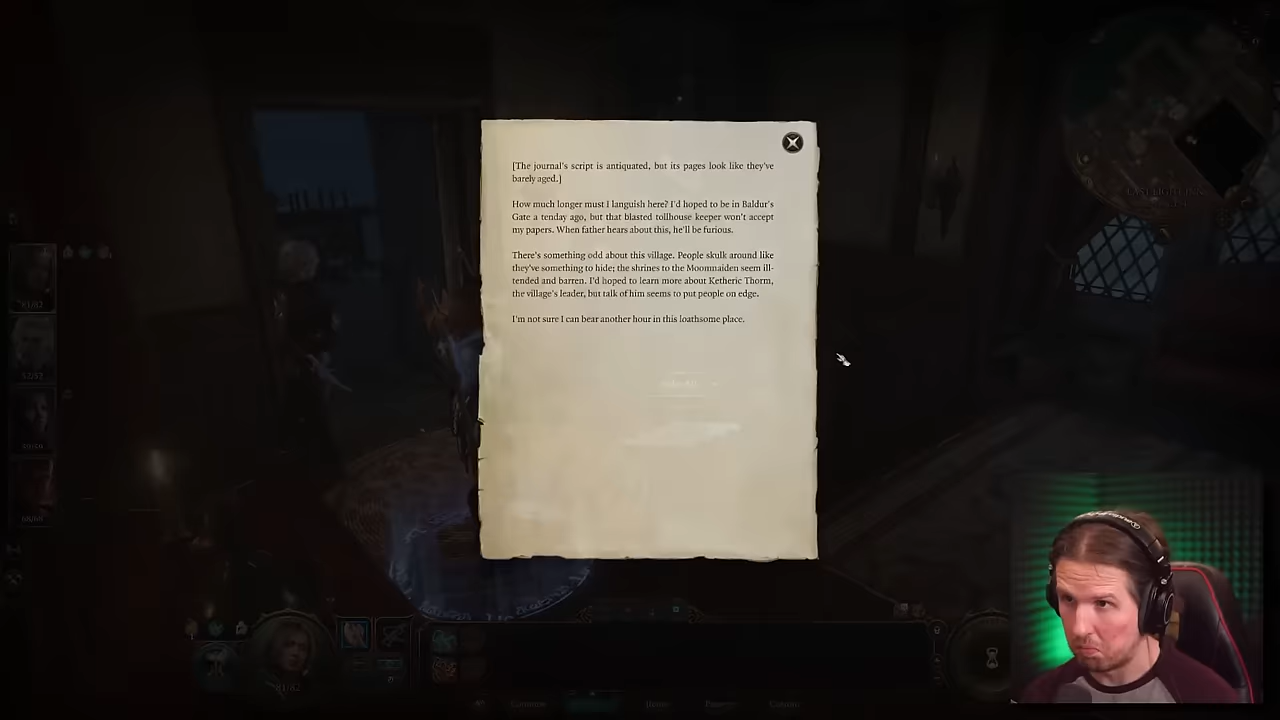 [The journal's script is antiquated, but its pages look like they've
barely aged.]
How much longer must I languish here? I'd hoped to be in Baldur's
Gate a tenday ago, but that blasted tollhouse keeper won't accept
my papers. When father hears about this, he'll be furious.
There's something odd about this village. People skulk around like
they've something to hide; the shrines to the Moonmaiden seem ill-
tended and barren. I'd hoped to learn more about Ketheric Thorm,
the village's leader, but talk of him seems to put people on edge.
I'm not sure I can bear another hour in this loathsome place.